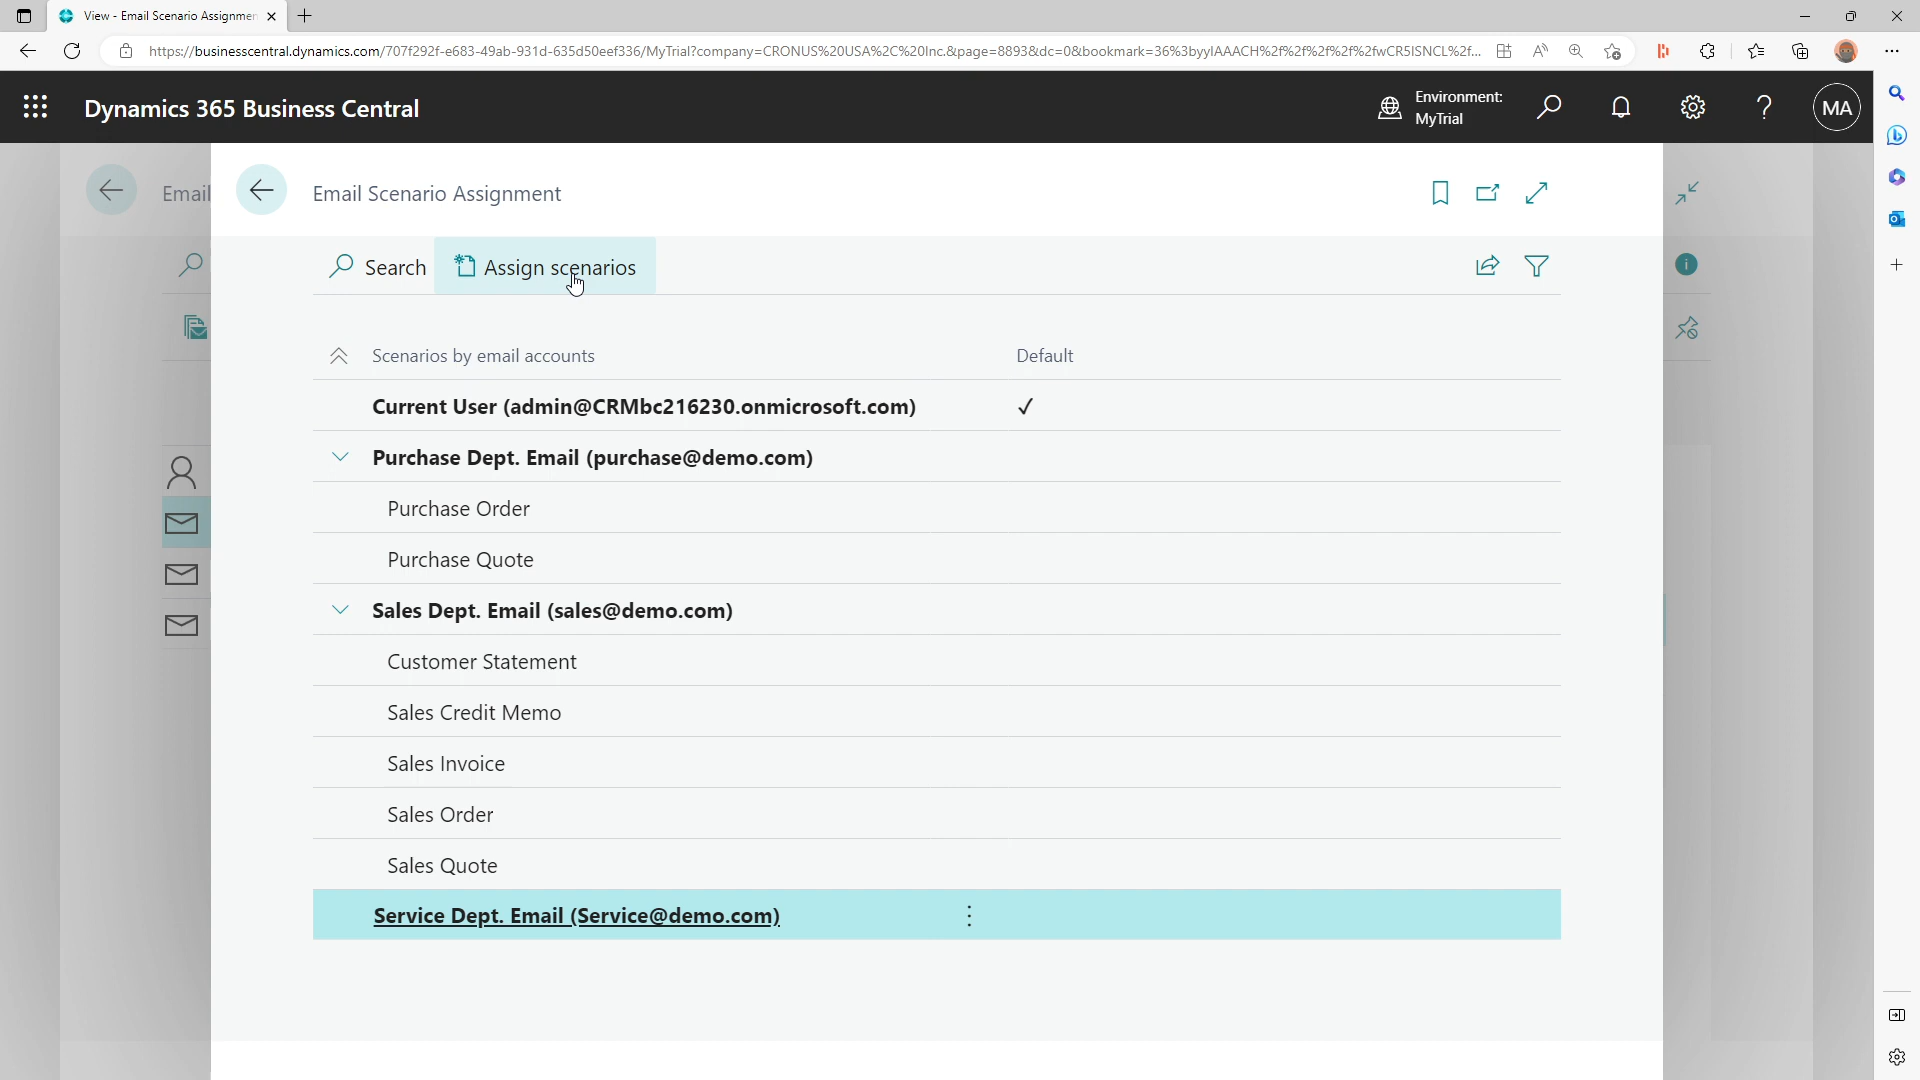 View - Email Scenario Assignmen
https://businesscentral.dynamics.com/707f292f-e683-49ab-931d-635d50eef336/MyTrial?company=CRONUS%20USA%2C%20Inc.&page=8893&dc=0&bookmark=36%3byyIAAACH%2f%2f%2f%2f%2fwCR5ISNCL%2f...
Dynamics 365 Business Central
Environment:
MyTrial
MA
Email
Email Scenario Assignment
Search
Assign scenarios
Scenarios by email accounts
Default
Current User (admin@CRMbc216230.onmicrosoft.com)
Purchase Dept. Email (purchase@demo.com)
Purchase Order
Purchase Quote
Sales Dept. Email (sales@demo.com)
Customer Statement
Sales Credit Memo
Sales Invoice
Sales Order
Sales Quote
Service Dept. Email (Service@demo.com)